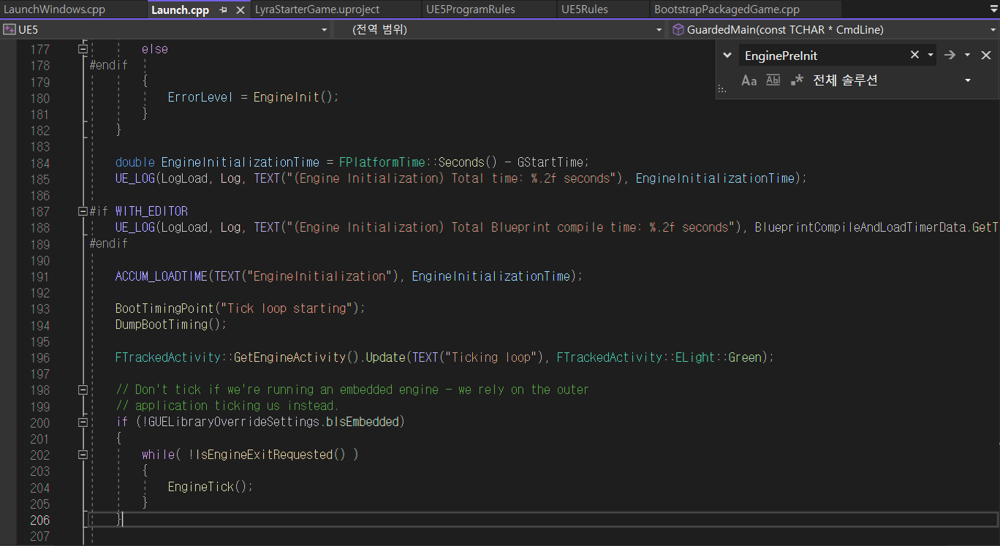 LaunchWindows.cpp Launch.cpp LyraStarterGame.uproject UE5ProgramRules UE5Rules BootstrapPackagedGame.cpp
UE5 (전역 범위) GuardedMain(const TCHAR * CmdLine)
EnginePreInit
Aa Abl .* 전체 솔루션
177 else
178 #endif
179 {
180 ErrorLevel = EngineInit();
181 }
182 }
183
184 double EngineInitializationTime = FPlatformTime::Seconds() - GStartTime;
185 UE_LOG(LogLoad, Log, TEXT("(Engine Initialization) Total time: %.2f seconds"), EngineInitializationTime);
186
187 #if WITH_EDITOR
188 UE_LOG(LogLoad, Log, TEXT("(Engine Initialization) Total Blueprint compile time: %.2f seconds"), BlueprintCompileAndLoadTimerData.GetT
189 #endif
190
191 ACCUM_LOADTIME(TEXT("EngineInitialization"), EngineInitializationTime);
192
193 BootTimingPoint("Tick loop starting");
194 DumpBootTiming();
195
196 FTrackedActivity::GetEngineActivity().Update(TEXT("Ticking loop"), FTrackedActivity::ELight::Green);
197
198 // Don't tick if we're running an embedded engine - we rely on the outer
199 // application ticking us instead.
200 if (!GUELibraryOverrideSettings.bIsEmbedded)
201 {
202 while( !IsEngineExitRequested() )
203 {
204 EngineTick();
205 }
206 }
207